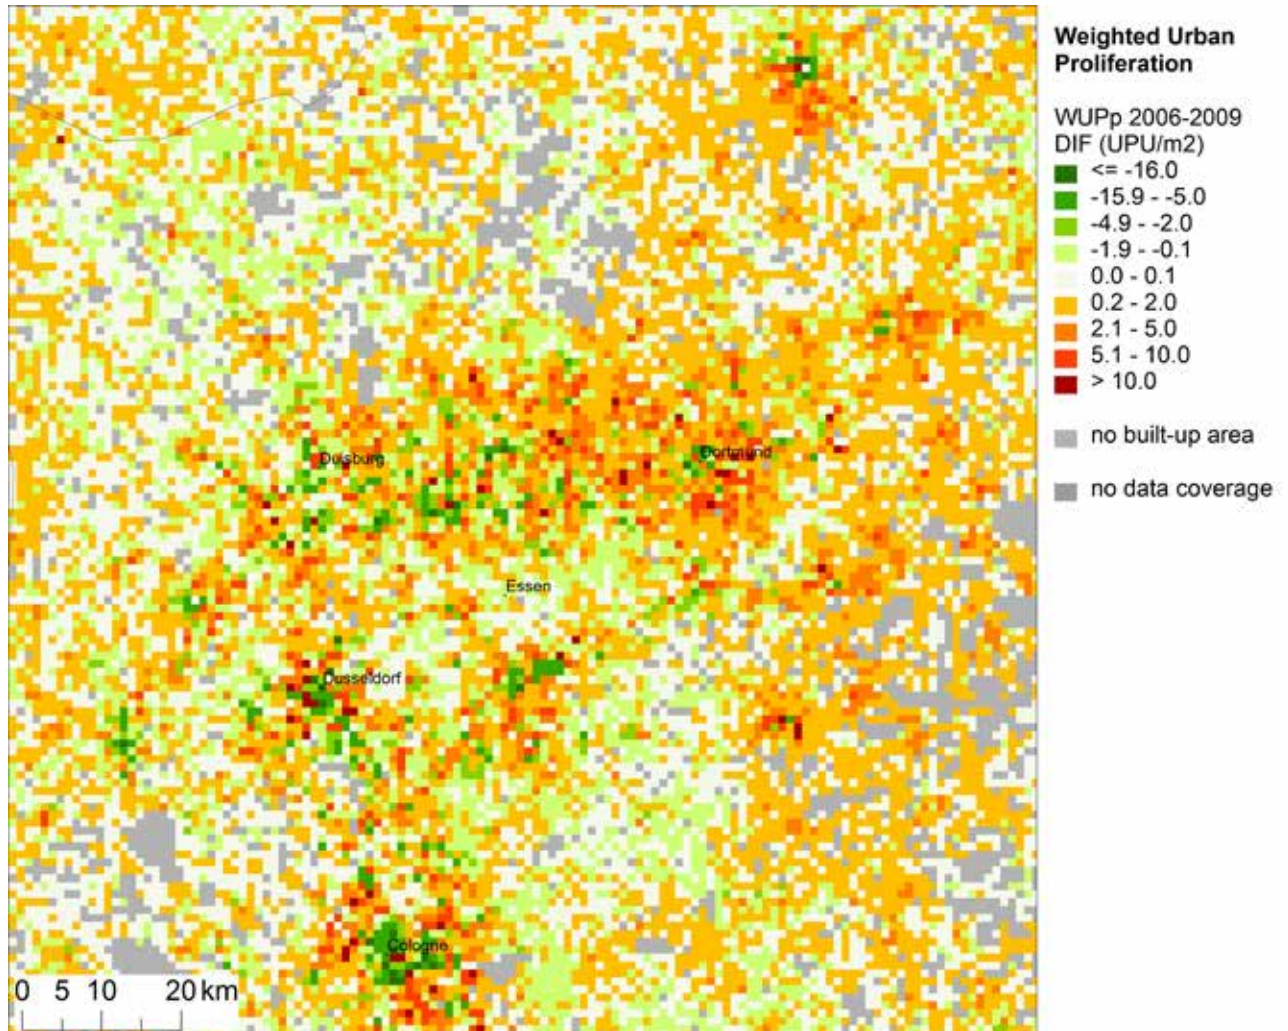 Weighted Urban
Proliferation
WUPp 2006-2009
DIF (UPU/m2)
<= -16.0
-15.9 - -5.0
-4.9 - -2.0
-1.9 - -0.1
0.0 - 0.1
0.2 - 2.0
2.1 - 5.0
5.1 - 10.0
> 10.0
no built-up area
no data coverage
Duisburg
Dortmund
Essen
Dusseldorf
Cologne
0 5 10 20 km